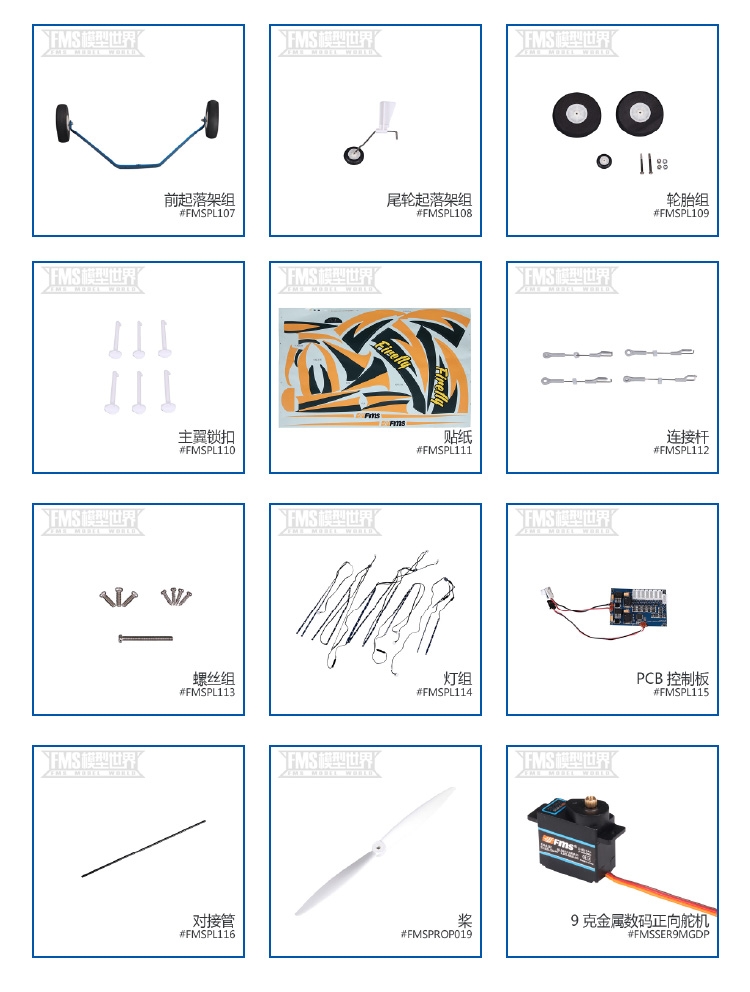 FMS模型世界
FMS MODEL WORLD
前起落架组
#FMSPL107
FMS模型世界
FMS MODEL WORLD
尾轮起落架组
#FMSPL108
FMS模型世界
FMS MODEL WORLD
轮胎组
#FMSPL109
FMS模型世界
FMS MODEL WORLD
主翼锁扣
#FMSPL110
FMS模型世界
FMS MODEL WORLD
Firefly
Firefly
FMS
FMS
贴纸
#FMSPL111
FMS模型世界
FMS MODEL WORLD
连接杆
#FMSPL112
FMS模型世界
FMS MODEL WORLD
螺丝组
#FMSPL113
FMS模型世界
FMS MODEL WORLD
灯组
#FMSPL114
FMS模型世界
FMS MODEL WORLD
PCB 控制板
#FMSPL115
FMS模型世界
FMS MODEL WORLD
对接管
#FMSPL116
FMS模型世界
FMS MODEL WORLD
桨
#FMSPROP019
FMS模型世界
FMS MODEL WORLD
FMS
9 克金属数码正向舵机
#FMSSER9MGDP